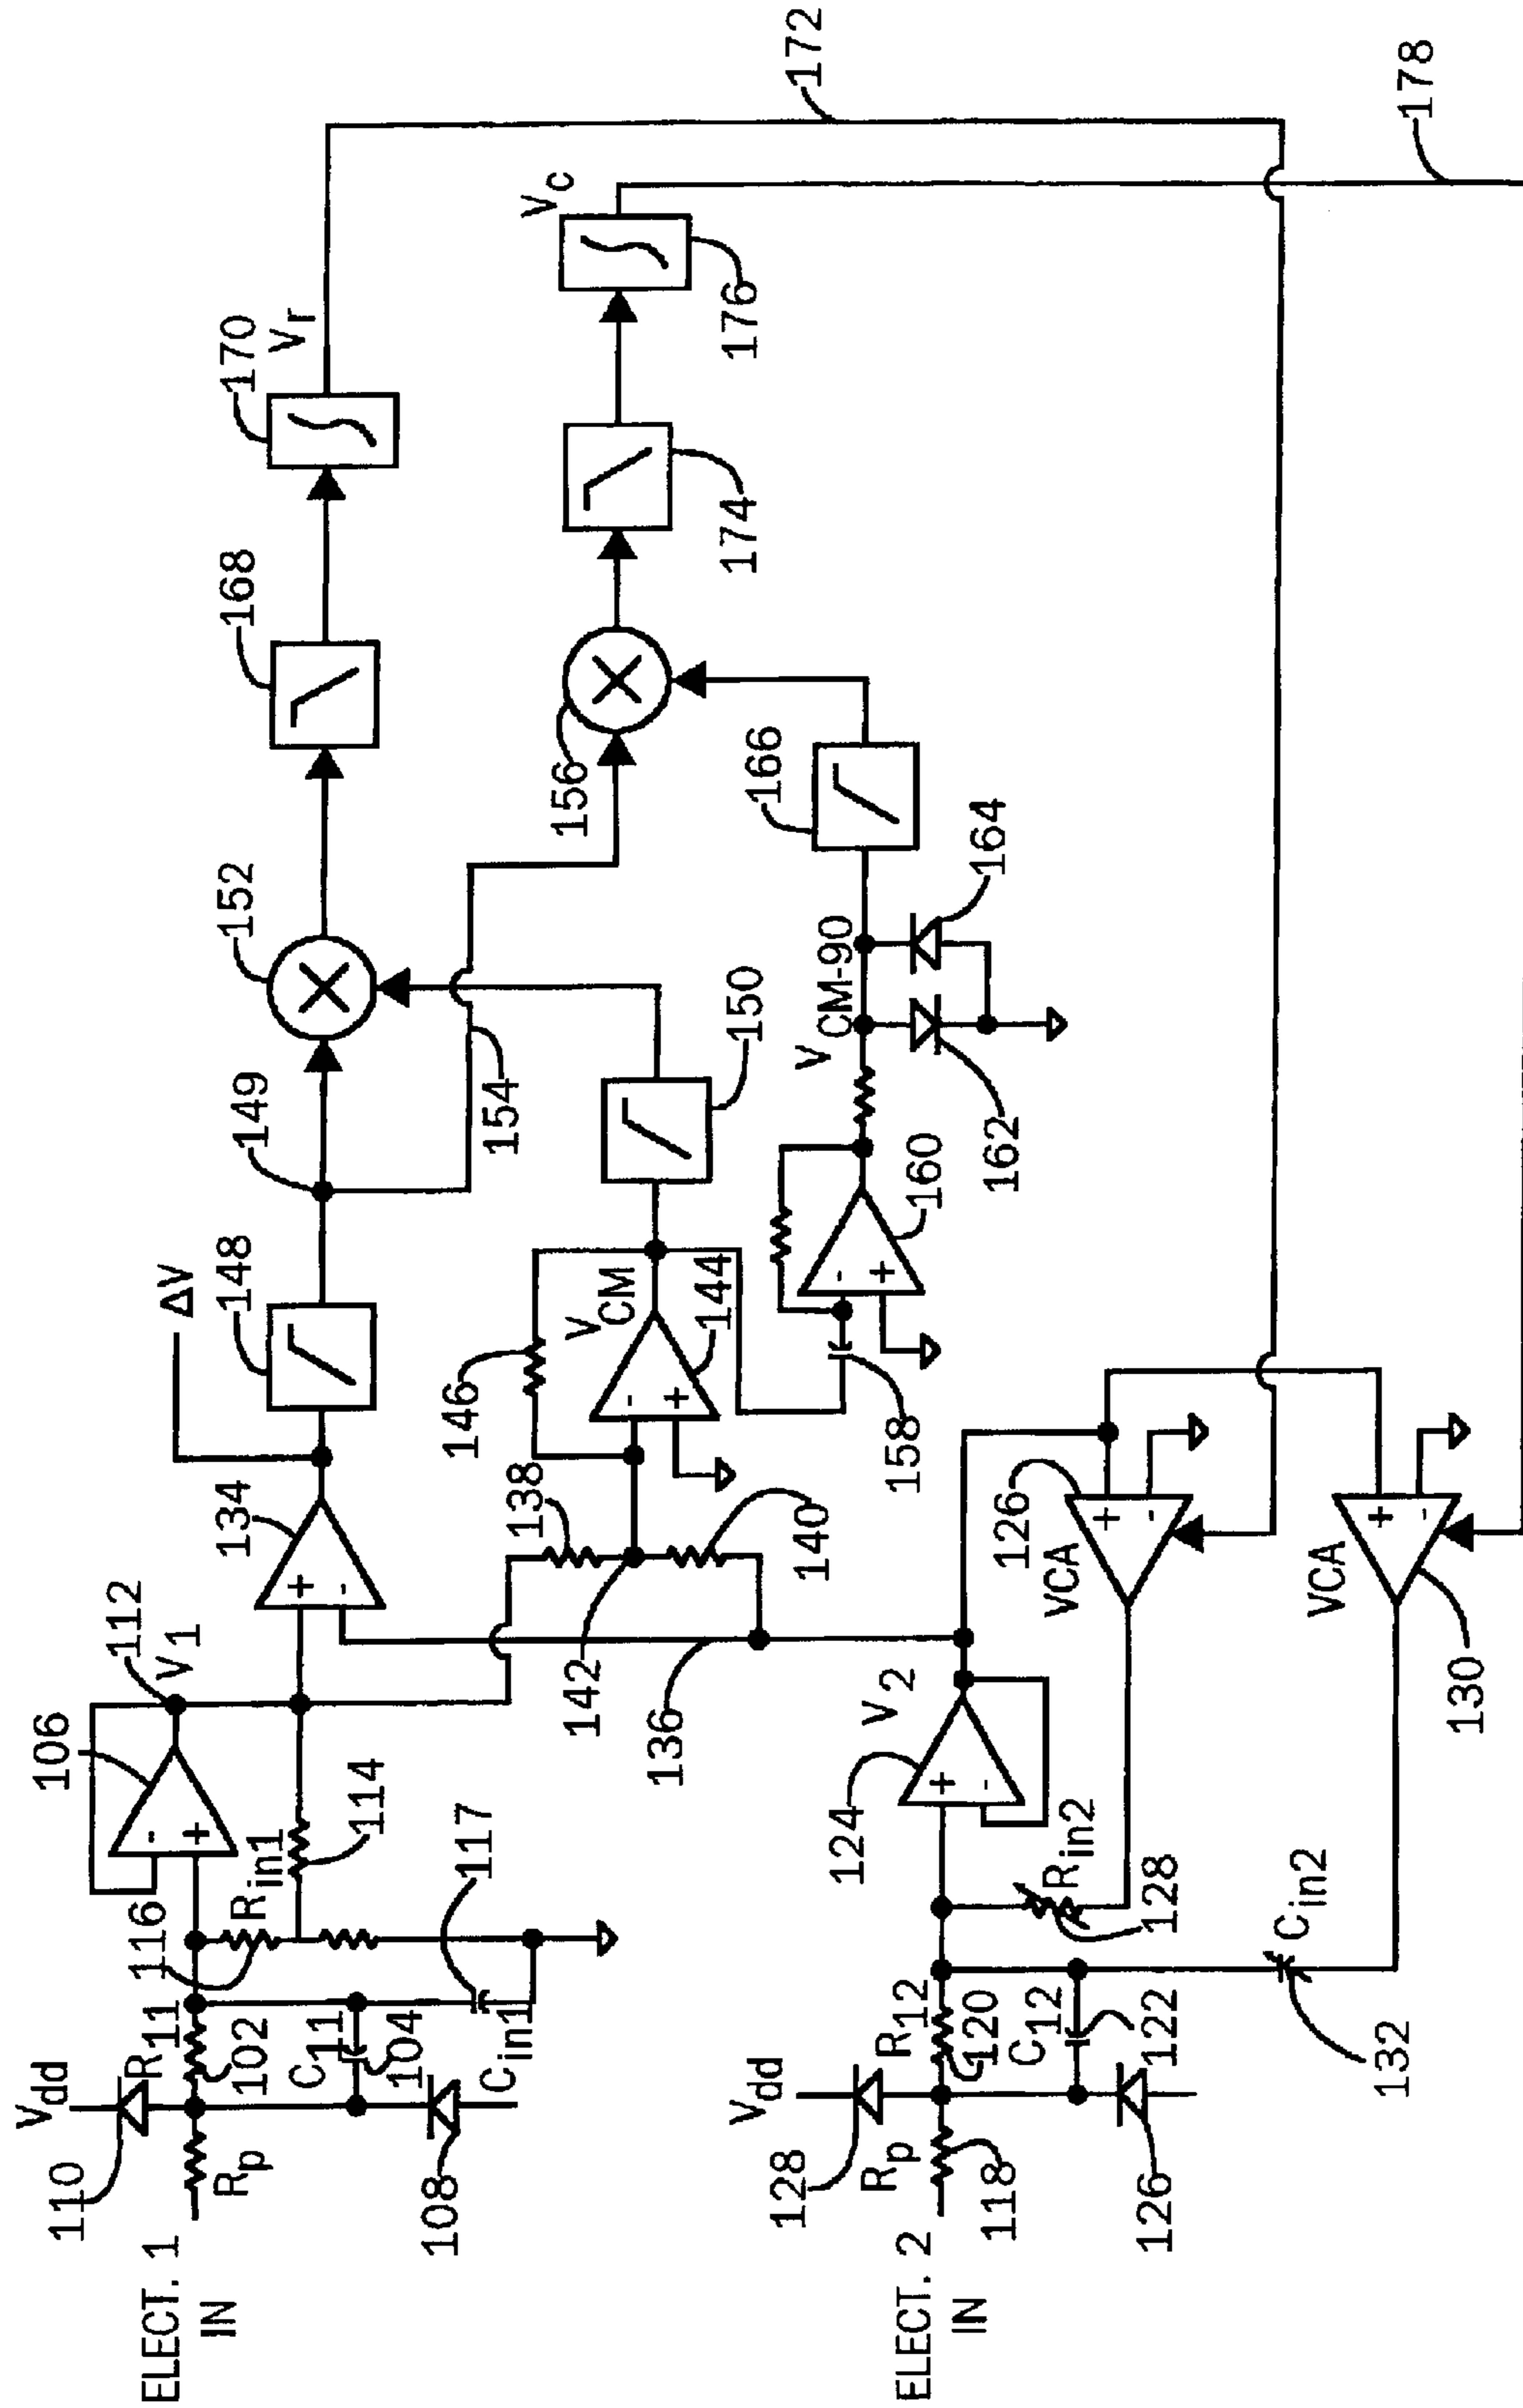 ELECT. 1
IN
110
Vdd
Rp
108
R11
102
C11
104
Cin1
116
Rin1
117
114
106
112
V1
134
ΔV
148
149
152
168
170
Vr
172
154
146
VCM
144
150
138
142
140
136
158
160
VCM-90
162
164
166
156
174
176
Vc
178
ELECT. 2
IN
128
Vdd
Rp
118
126
R12
120
C12
122
132
Cin2
Rin2
128
124
V2
VCA
126
VCA
130